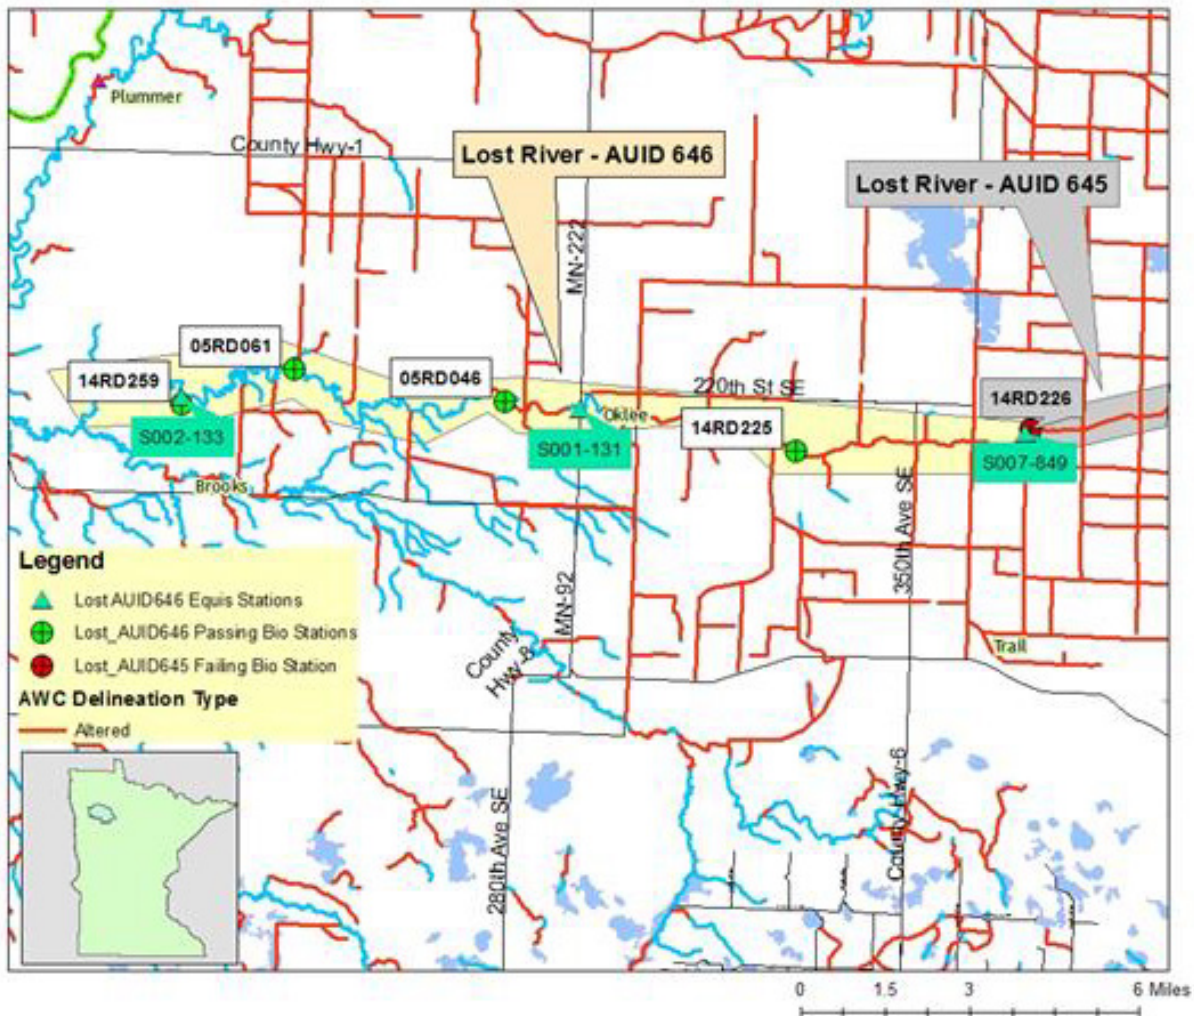 Plummer
County Hwy-1
Lost River - AUID 646
Lost River - AUID 645
MN-222
05RD061
14RD259
05RD046
220th St SE
14RD226
Oklee
14RD225
S002-133
S001-131
S007-849
Brooks
350th Ave SE
Legend
Lost AUID646 Equis Stations
Lost_AUID646 Passing Bio Stations
Lost_AUID645 Failing Bio Station
AWC Delineation Type
Altered
MN-92
County
Hwy-8
Trail
280th Ave SE
County Hwy-6
0 1.5 3 6 Miles